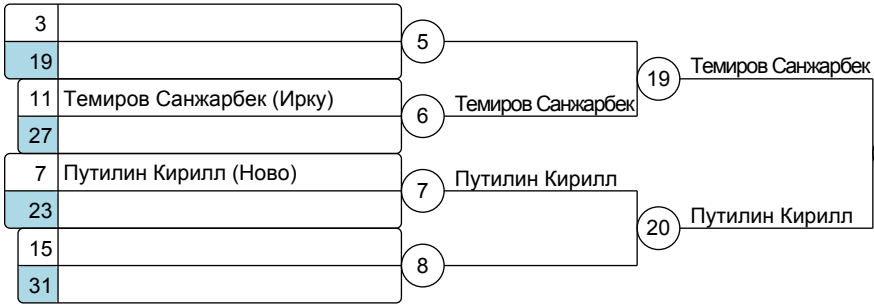 3
5
19
19 Темиров Санжарбек
11 Темиров Санжарбек (Ирку)
6 Темиров Санжарбек
27
7 Путилин Кирилл (Ново)
7 Путилин Кирилл
23
20 Путилин Кирилл
15
8
31